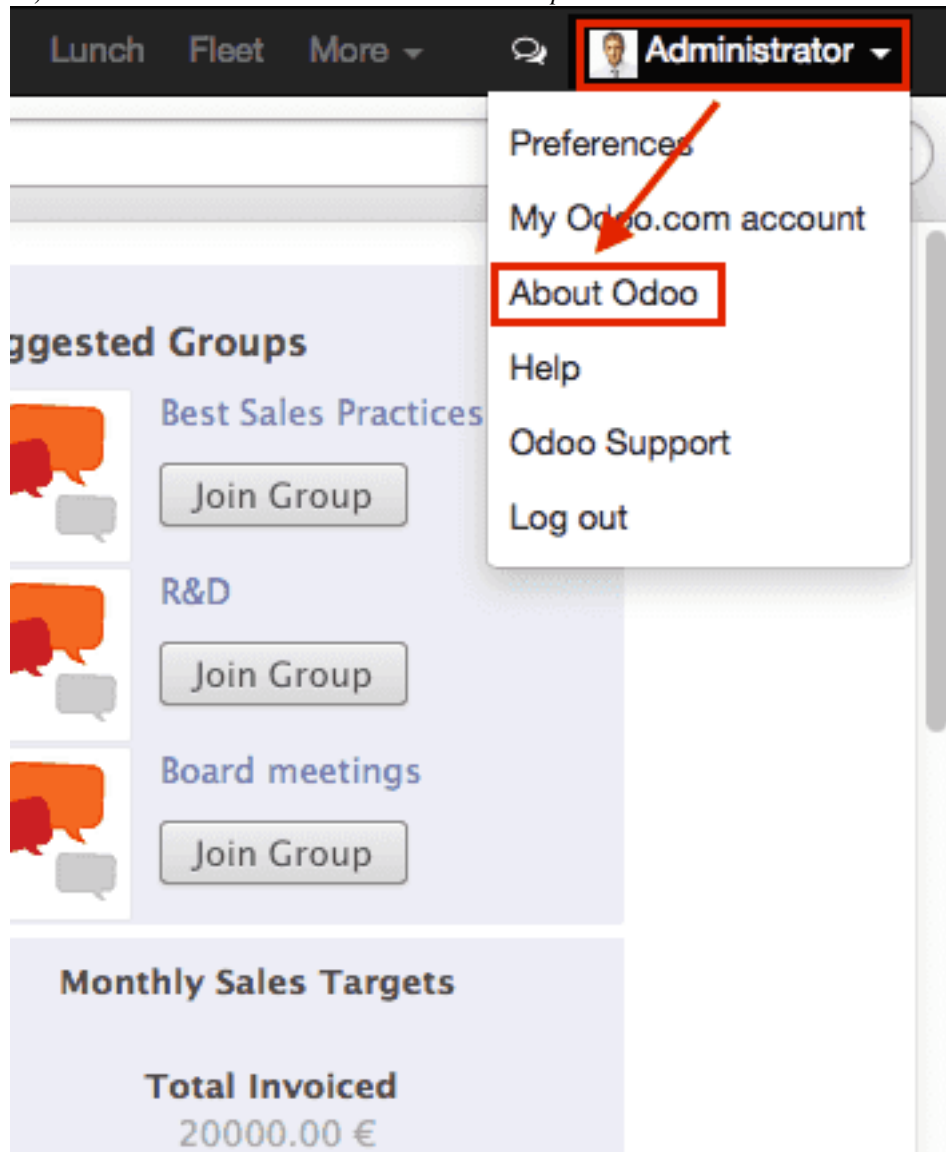 Lunch Fleet More Administrator
Preferences
My Odoo.com account
About Odoo
Help
Odoo Support
Log out
ggested Groups
Best Sales Practices
Join Group
R&D
Join Group
Board meetings
Join Group
Monthly Sales Targets
Total Invoiced
20000.00 €